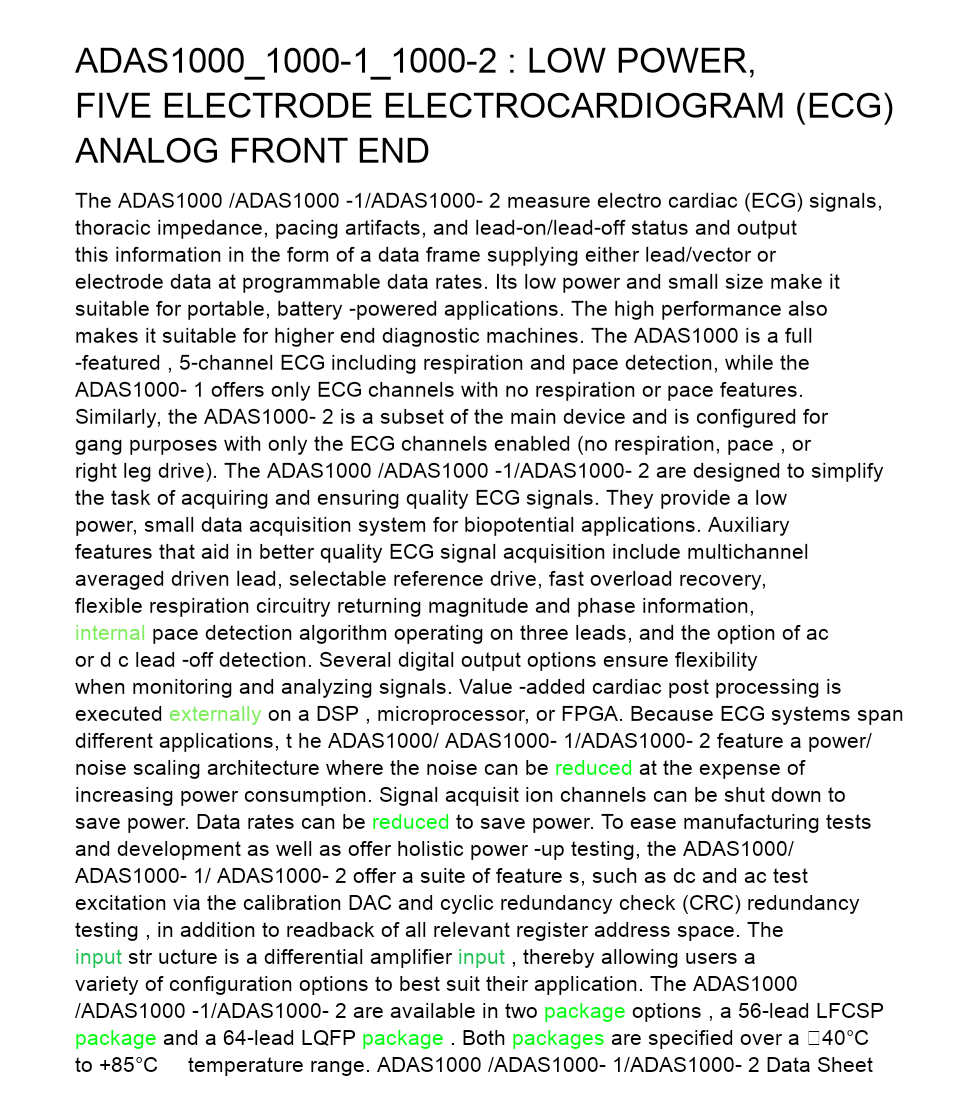 ADAS1000_1000-1_1000-2 : LOW POWER,
FIVE ELECTRODE ELECTROCARDIOGRAM (ECG)
ANALOG FRONT END
The ADAS1000 /ADAS1000 -1/ADAS1000- 2 measure electro cardiac (ECG) signals,
thoracic impedance, pacing artifacts, and lead-on/lead-off status and output
this information in the form of a data frame supplying either lead/vector or
electrode data at programmable data rates. Its low power and small size make it
suitable for portable, battery -powered applications. The high performance also
makes it suitable for higher end diagnostic machines. The ADAS1000 is a full
-featured , 5-channel ECG including respiration and pace detection, while the
ADAS1000- 1 offers only ECG channels with no respiration or pace features.
Similarly, the ADAS1000- 2 is a subset of the main device and is configured for
gang purposes with only the ECG channels enabled (no respiration, pace , or
right leg drive). The ADAS1000 /ADAS1000 -1/ADAS1000- 2 are designed to simplify
the task of acquiring and ensuring quality ECG signals. They provide a low
power, small data acquisition system for biopotential applications. Auxiliary
features that aid in better quality ECG signal acquisition include multichannel
averaged driven lead, selectable reference drive, fast overload recovery,
flexible respiration circuitry returning magnitude and phase information,
internal pace detection algorithm operating on three leads, and the option of ac
or d c lead -off detection. Several digital output options ensure flexibility
when monitoring and analyzing signals. Value -added cardiac post processing is
executed externally on a DSP , microprocessor, or FPGA. Because ECG systems span
different applications, t he ADAS1000/ ADAS1000- 1/ADAS1000- 2 feature a power/
noise scaling architecture where the noise can be reduced at the expense of
increasing power consumption. Signal acquisit ion channels can be shut down to
save power. Data rates can be reduced to save power. To ease manufacturing tests
and development as well as offer holistic power -up testing, the ADAS1000/
ADAS1000- 1/ ADAS1000- 2 offer a suite of feature s, such as dc and ac test
excitation via the calibration DAC and cyclic redundancy check (CRC) redundancy
testing , in addition to readback of all relevant register address space. The
input str ucture is a differential amplifier input , thereby allowing users a
variety of configuration options to best suit their application. The ADAS1000
/ADAS1000 -1/ADAS1000- 2 are available in two package options , a 56-lead LFCSP
package and a 64-lead LQFP package . Both packages are specified over a □40°C
to +85°C temperature range. ADAS1000 /ADAS1000- 1/ADAS1000- 2 Data Sheet